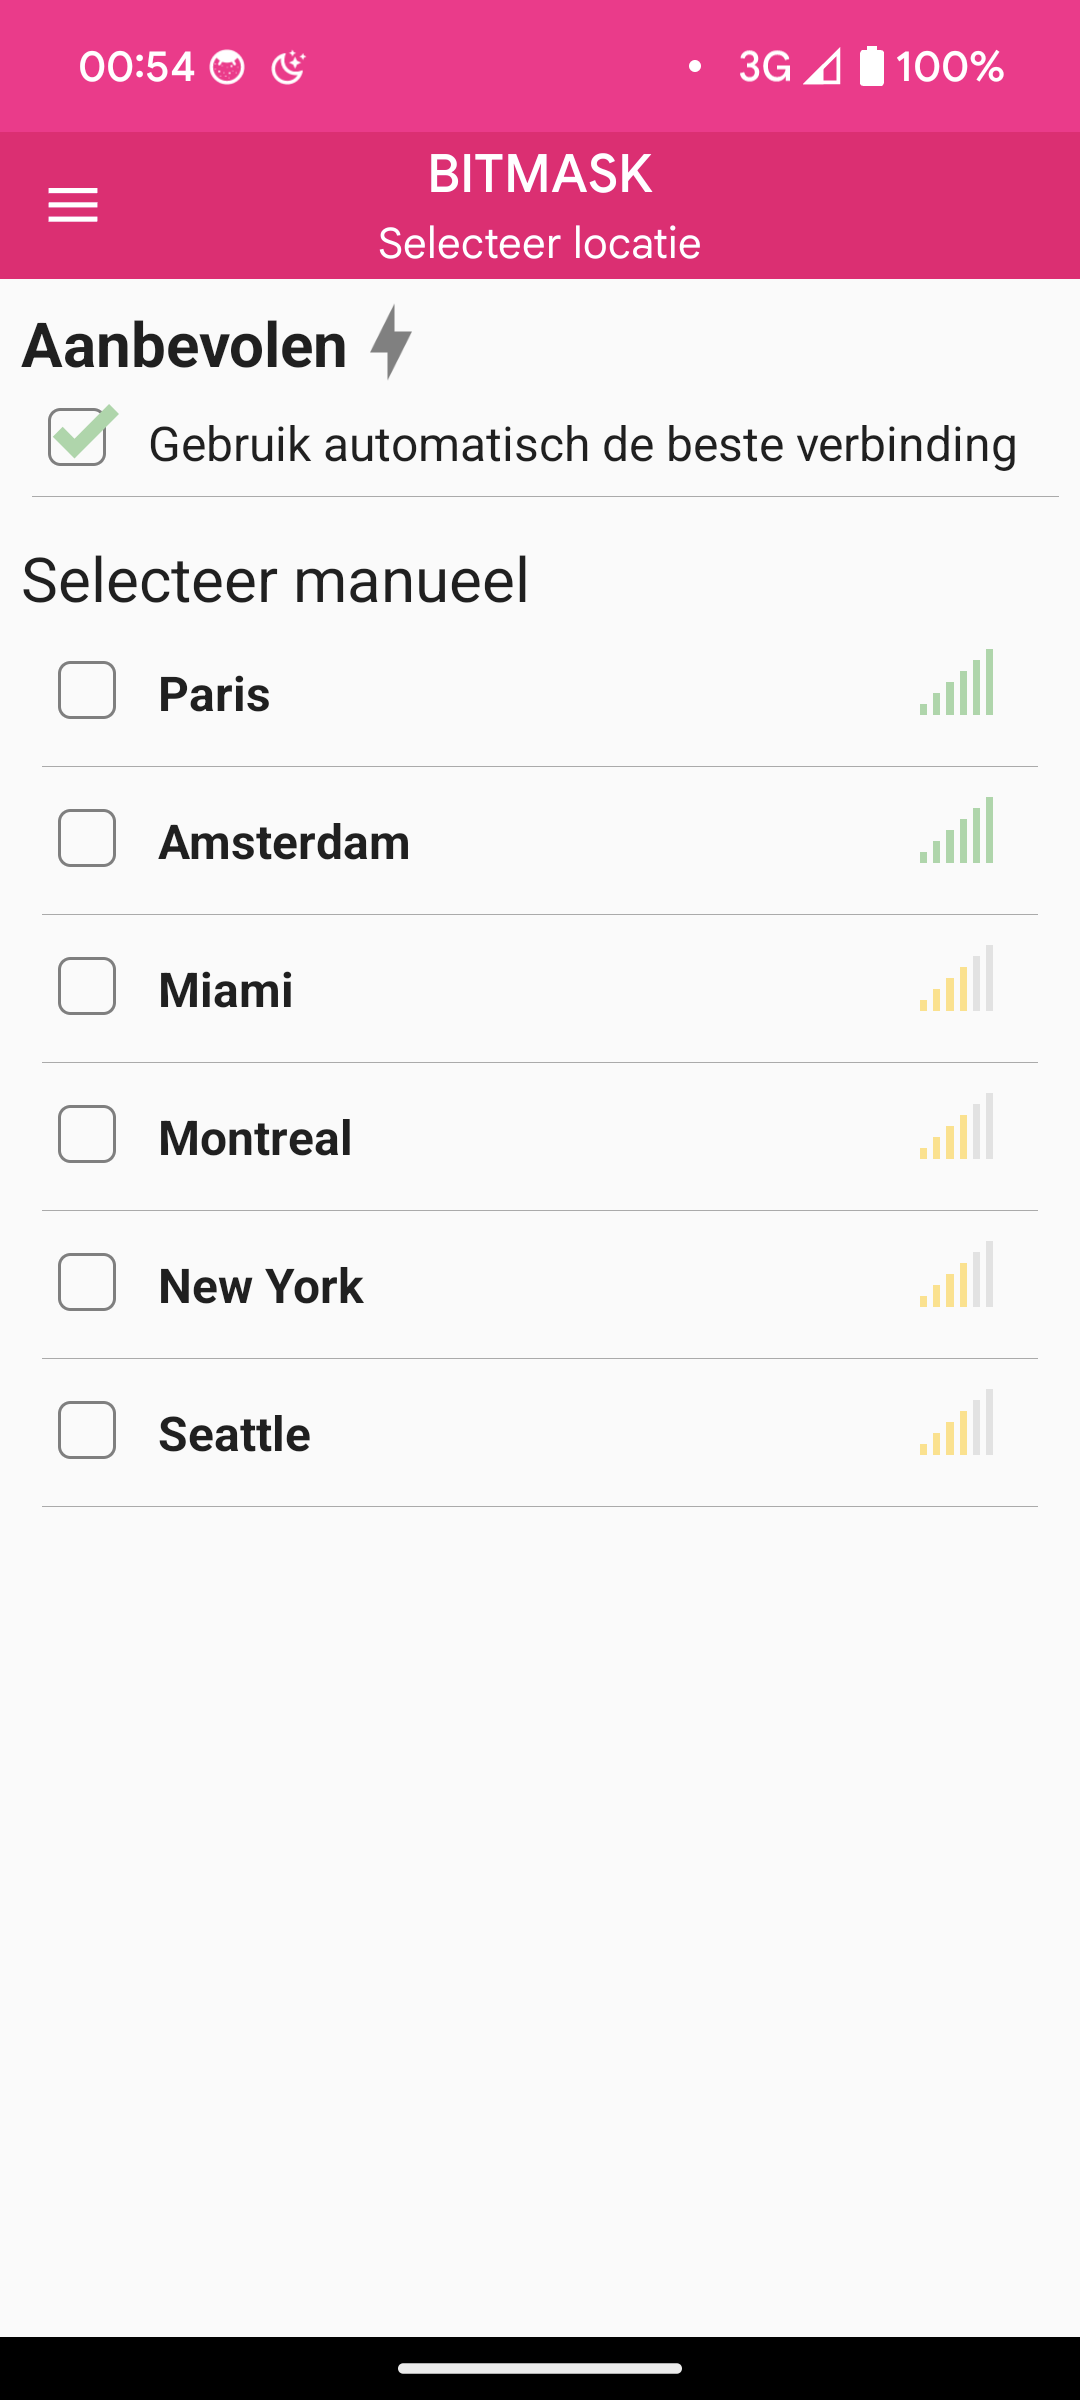 00:54
3G 100%
BITMASK
Selecteer locatie
Aanbevolen
Gebruik automatisch de beste verbinding
Selecteer manueel
Paris
Amsterdam
Miami
Montreal
New York
Seattle